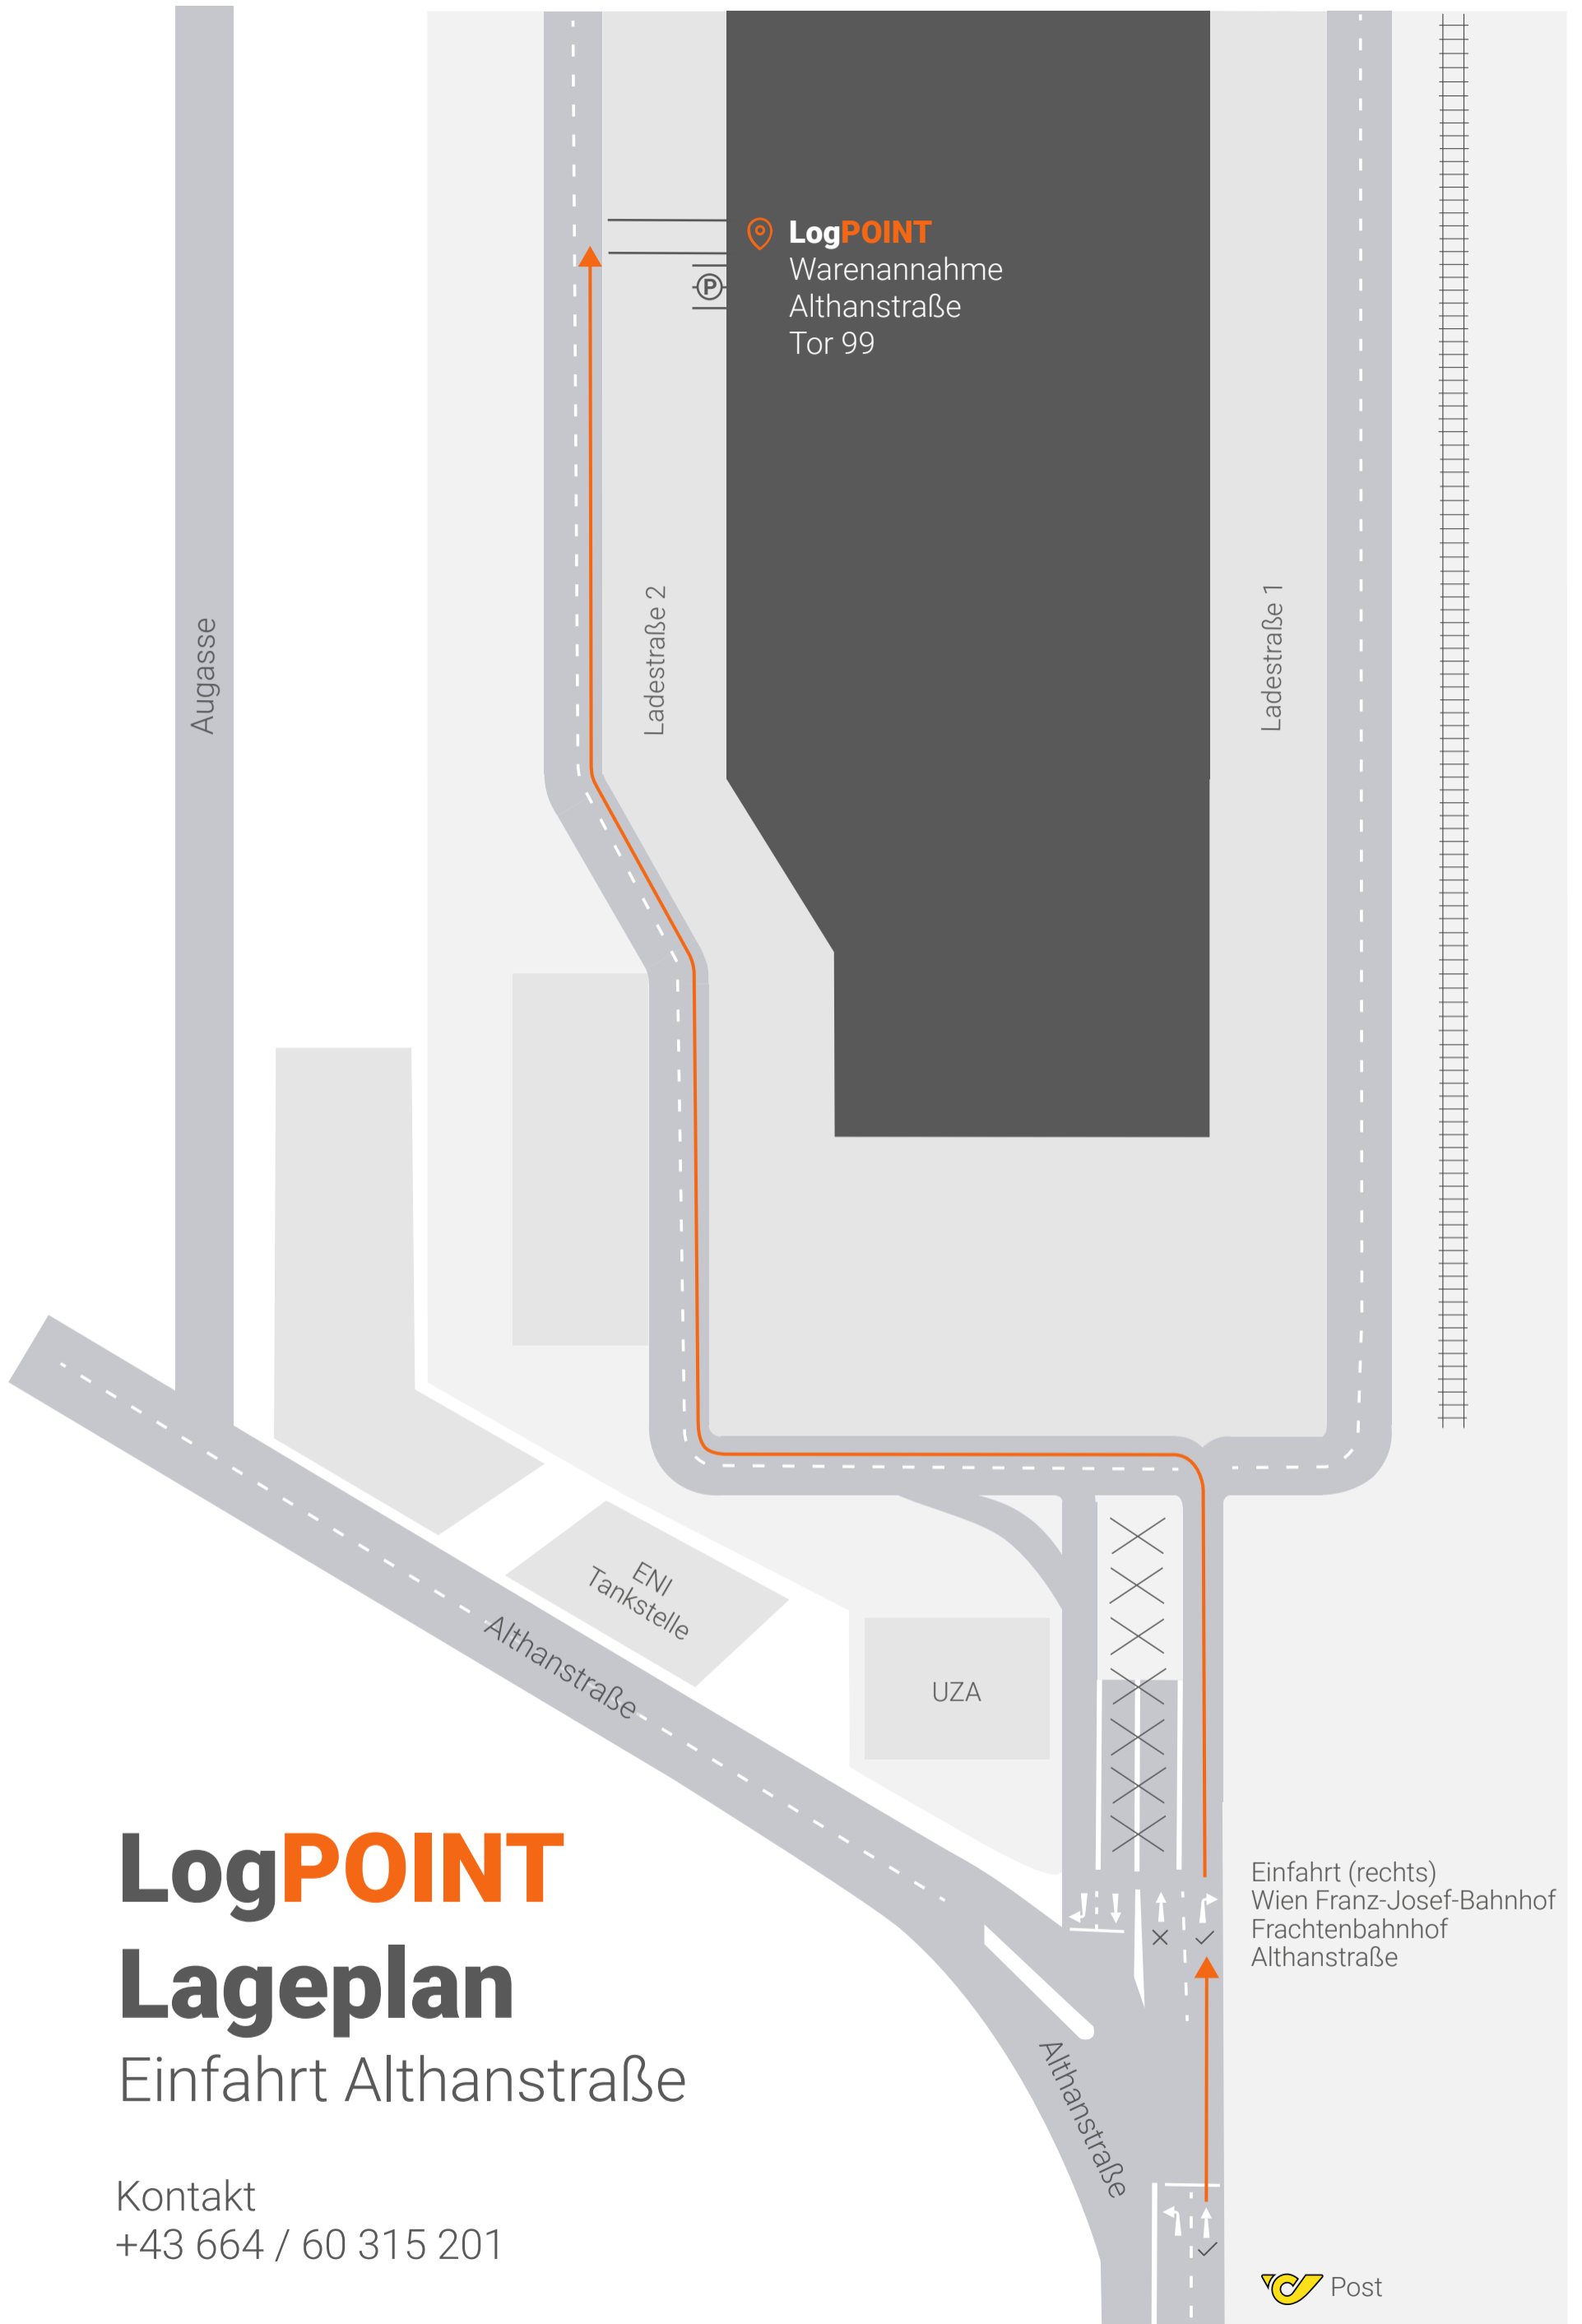 LogPOINT
Warenannahme
Althanstraße
Tor 99
P
Augasse
Ladestraße 2
Ladestraße 1
ENI
Tankstelle
Althanstraße
UZA
Einfahrt (rechts)
Wien Franz-Josef-Bahnhof
Frachtenbahnhof
Althanstraße
Althanstraße
LogPOINT
Lageplan
Einfahrt Althanstraße
Kontakt
+43 664 / 60 315 201
Post